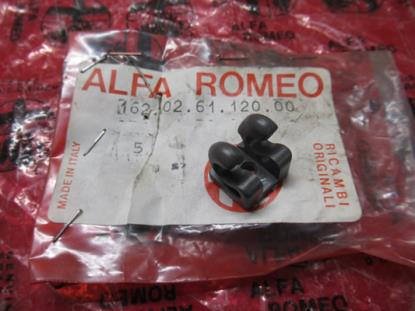 ALFA ROMEO
162.02.61.120.00
5
MADE IN ITALY
RICAMBI
ORIGINALI
ALFA
ROMEO